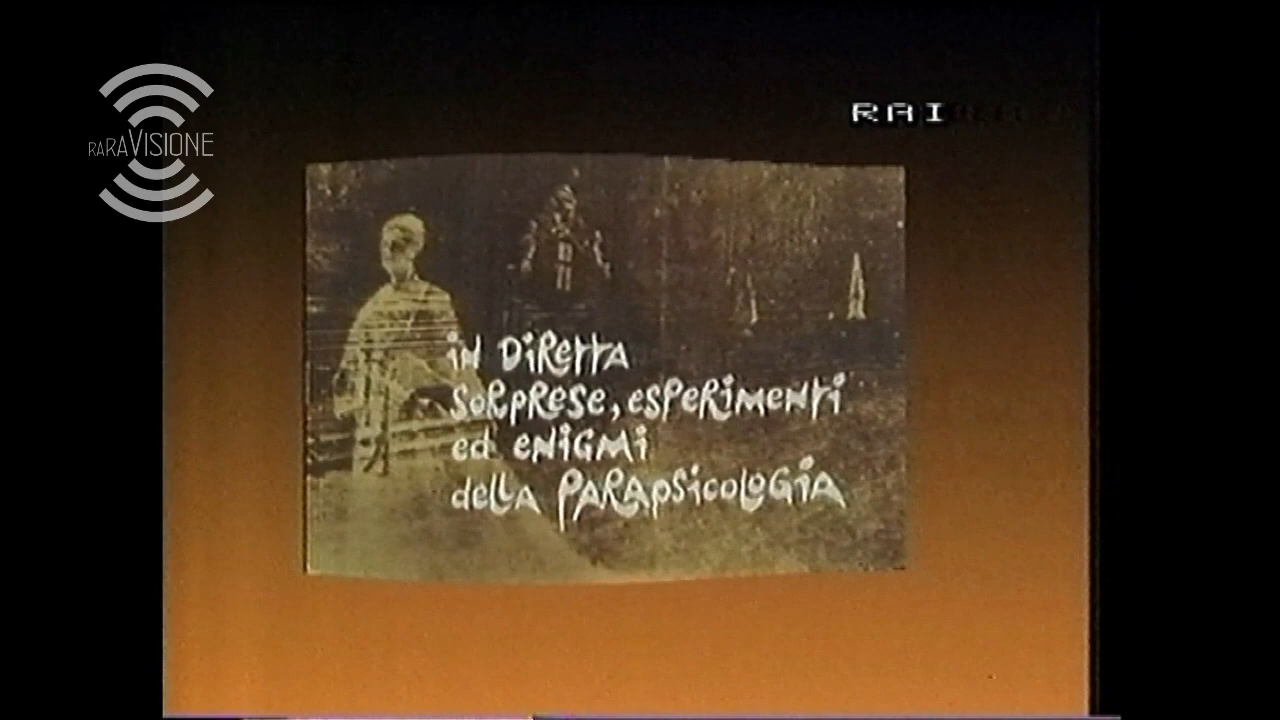 RARAVISIONE
RAI
in diretta
sorprese, esperimenti
ed enigmi
della parapsicologia